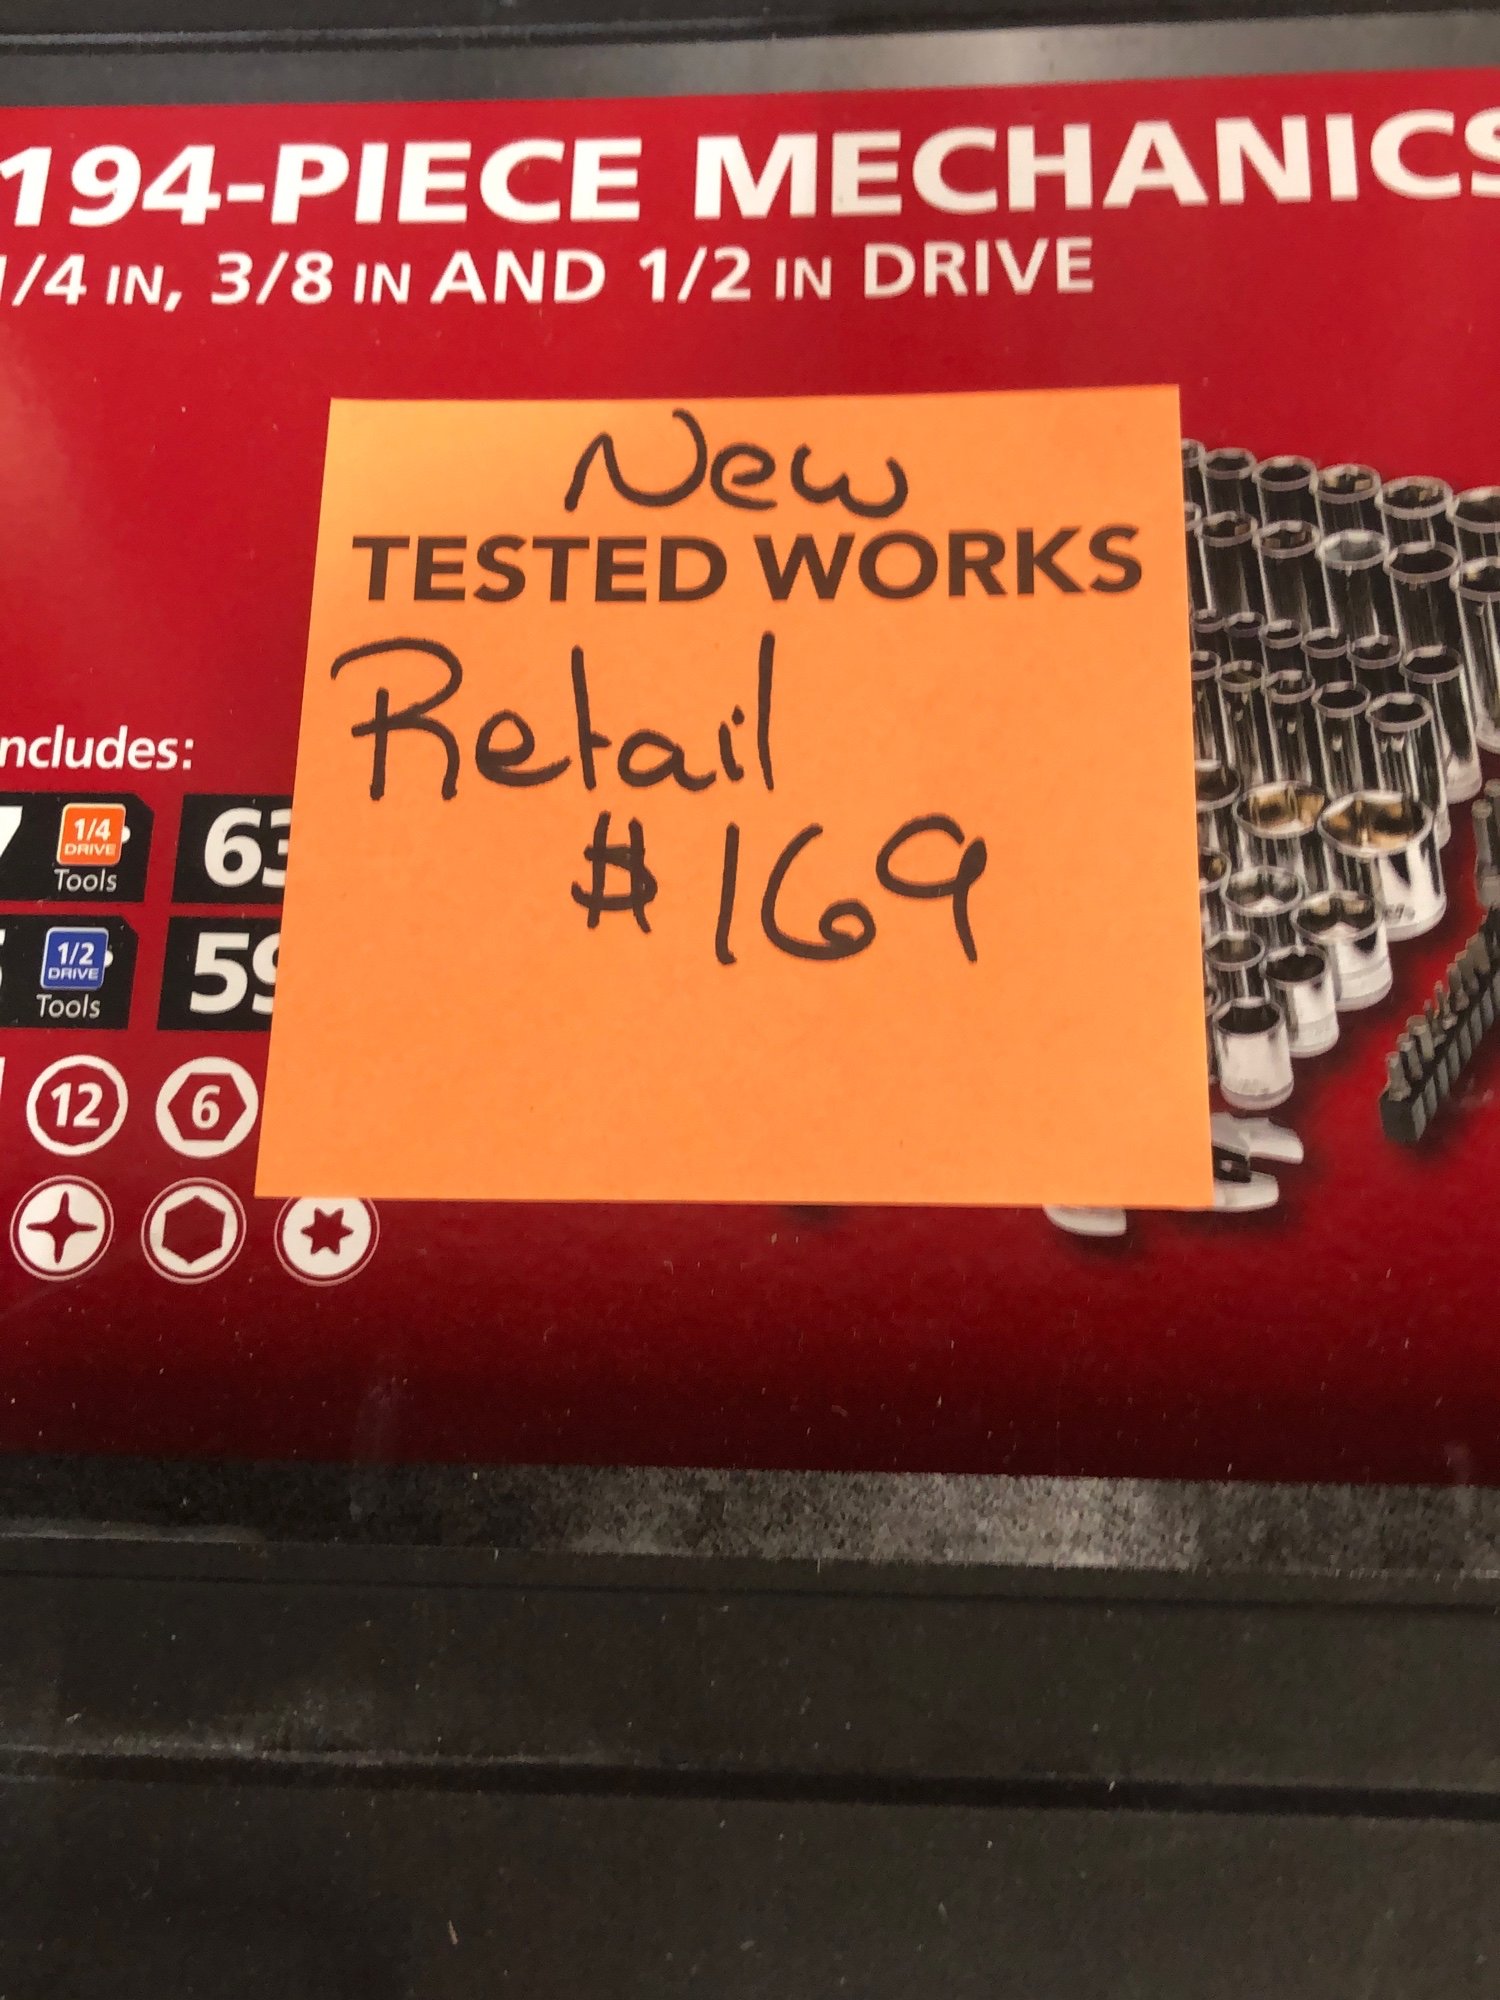 194-PIECE MECHANICS
1/4 IN, 3/8 IN AND 1/2 IN DRIVE
New
TESTED WORKS
Retail
$169
ncludes:
7 1/4 DRIVE Tools 63
1/2 DRIVE Tools 59
12 6